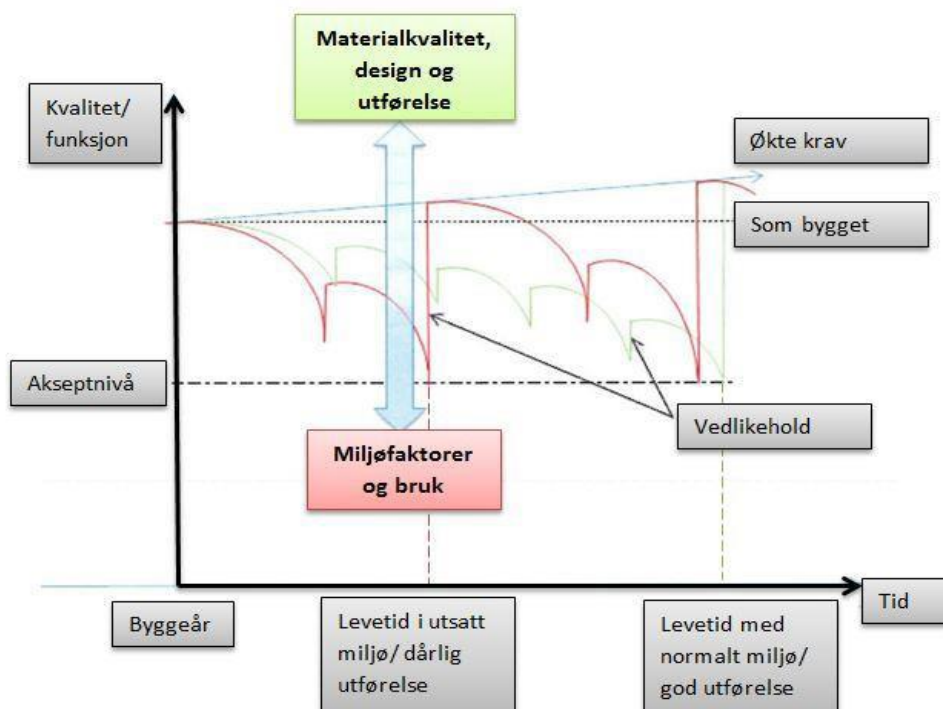 Materialkvalitet,
design og
utførelse
Kvalitet/
funksjon
Økte krav
Som bygget
Akseptnivå
Vedlikehold
Miljøfaktorer
og bruk
Tid
Byggeår
Levetid i utsatt
miljø/ dårlig
utførelse
Levetid med
normalt miljø/
god utførelse